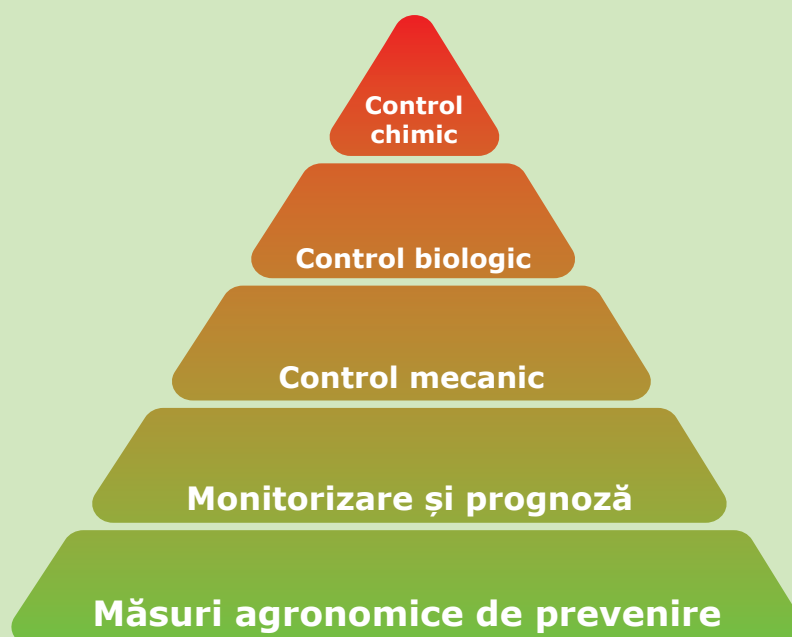 Control
chimic
Control biologic
Control mecanic
Monitorizare și prognoză
Măsuri agronomice de prevenire